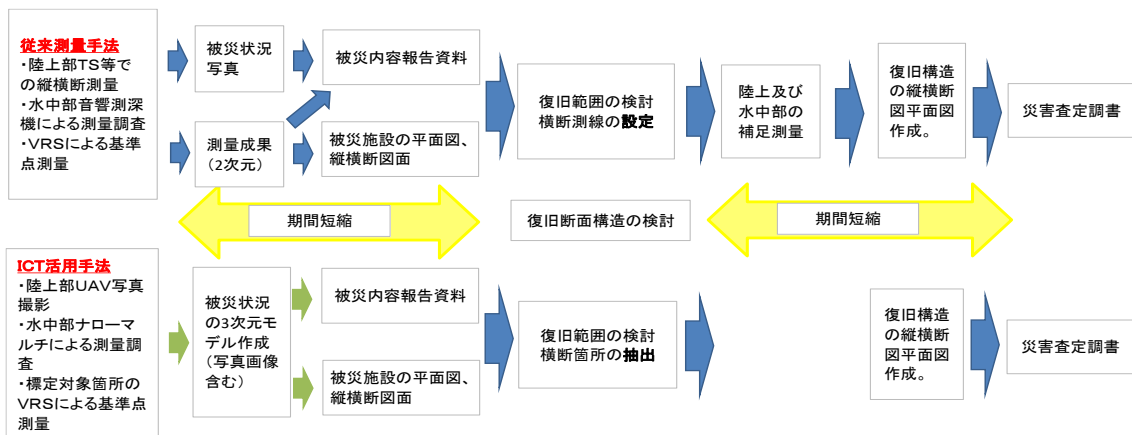 従来測量手法
・陸上部TS等で
の縦横断測量
・水中部音響測深
機による測量調査
・VRSによる基準
点測量
被災状況
写真
測量成果
(2次元)
被災内容報告資料
被災施設の平面図、
縦横断図面
復旧範囲の検討
横断測線の設定
陸上及び
水中部の
補足測量
復旧構造
の縦横断
図平面図
作成。
災害査定調書
期間短縮
復旧断面構造の検討
期間短縮
ICT活用手法
・陸上部UAV写真
撮影
・水中部ナローマ
ルチによる測量調
査
・標定対象箇所の
VRSによる基準点
測量
被災状況
の3次元モ
デル作成
(写真画像
含む)
被災内容報告資料
被災施設の平面図、
縦横断図面
復旧範囲の検討
横断箇所の抽出
復旧構造
の縦横断
図平面図
作成。
災害査定調書